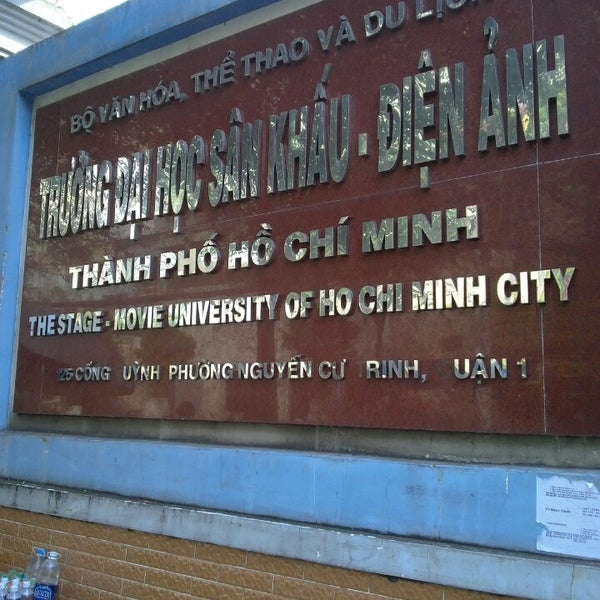 BỘ VĂN HÓA, THỂ THAO VÀ DU LỊCH
TRƯỜNG ĐẠI HỌC SÂN KHẤU - ĐIỆN ẢNH
THÀNH PHỐ HỒ CHÍ MINH
THE STAGE - MOVIE UNIVERSITY OF HO CHI MINH CITY
125 CỐNG UỲNH PHƯỜNG NGUYỄN CƯ TRINH, UẬN 1